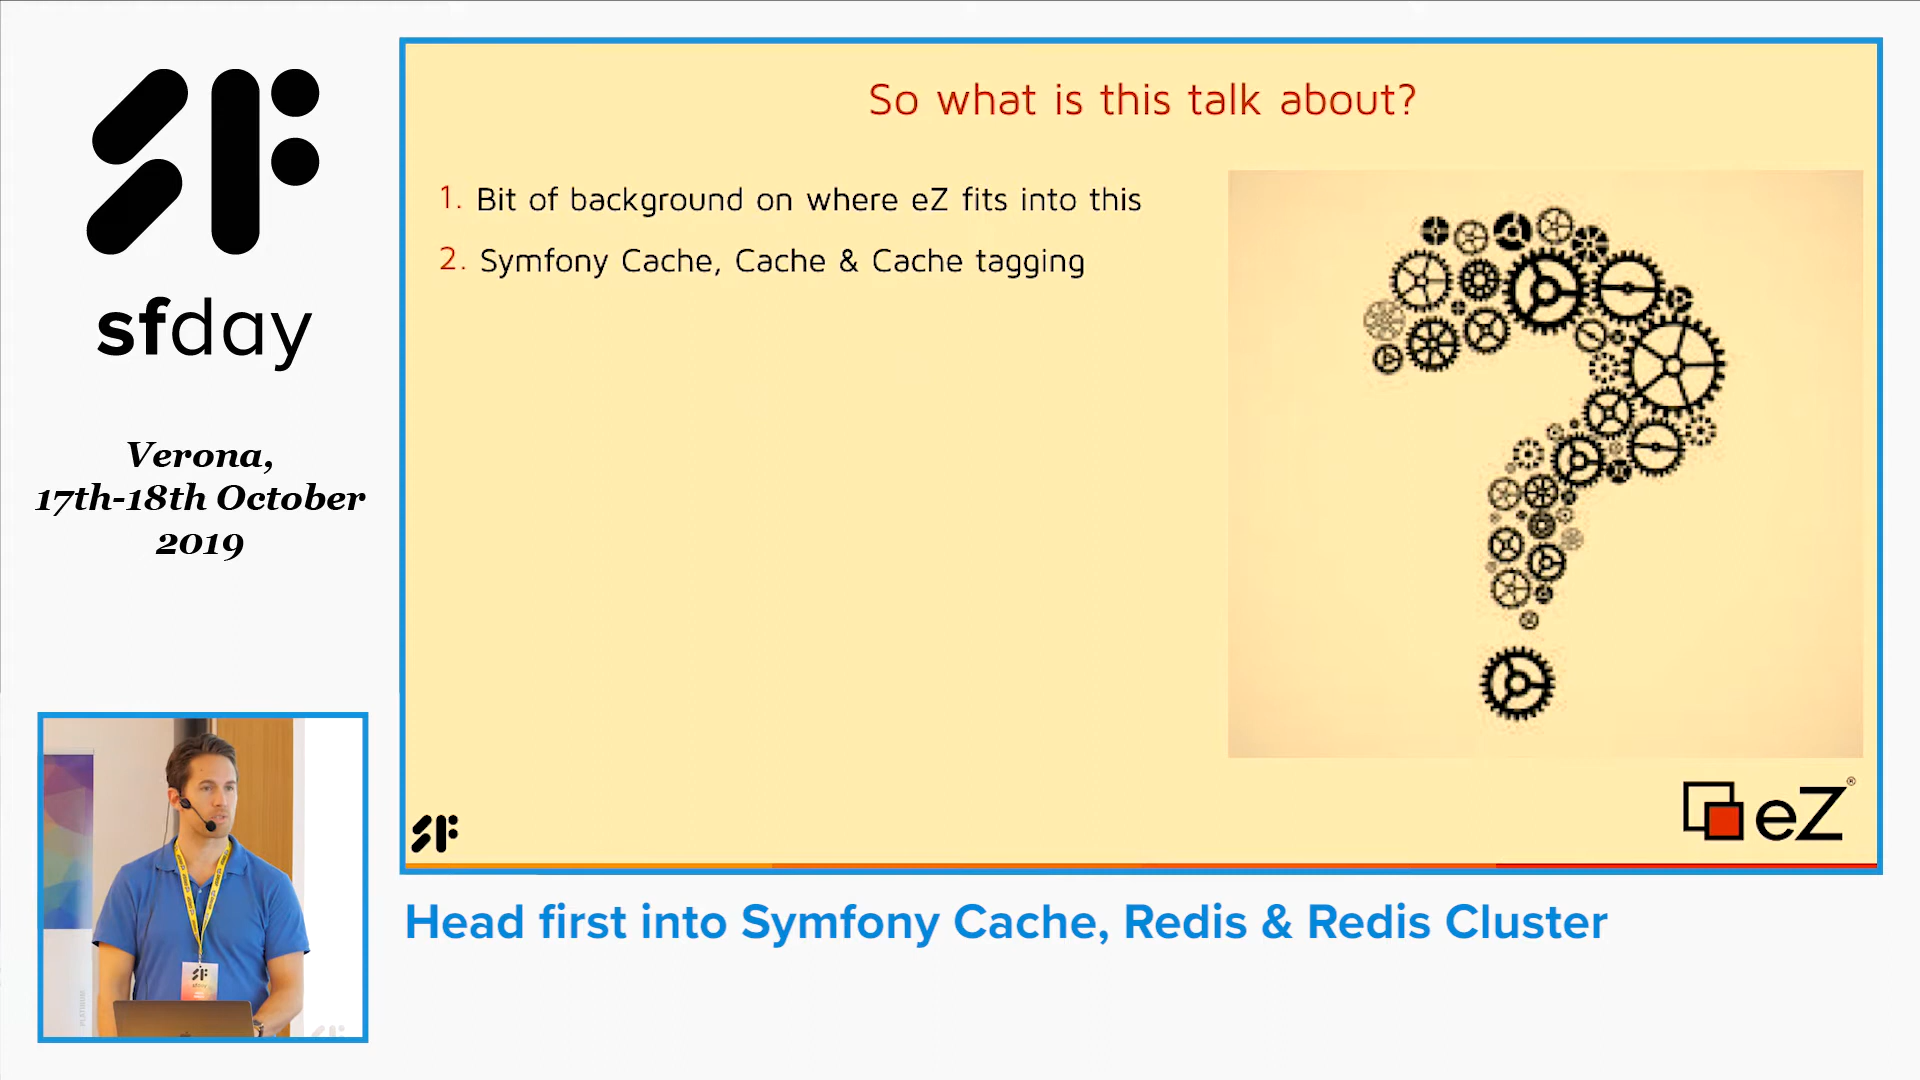 sfday
Verona,
17th-18th October
2019
So what is this talk about?
1. Bit of background on where eZ fits into this
2. Symfony Cache, Cache & Cache tagging
eZ®
Head first into Symfony Cache, Redis & Redis Cluster
PLATINUM